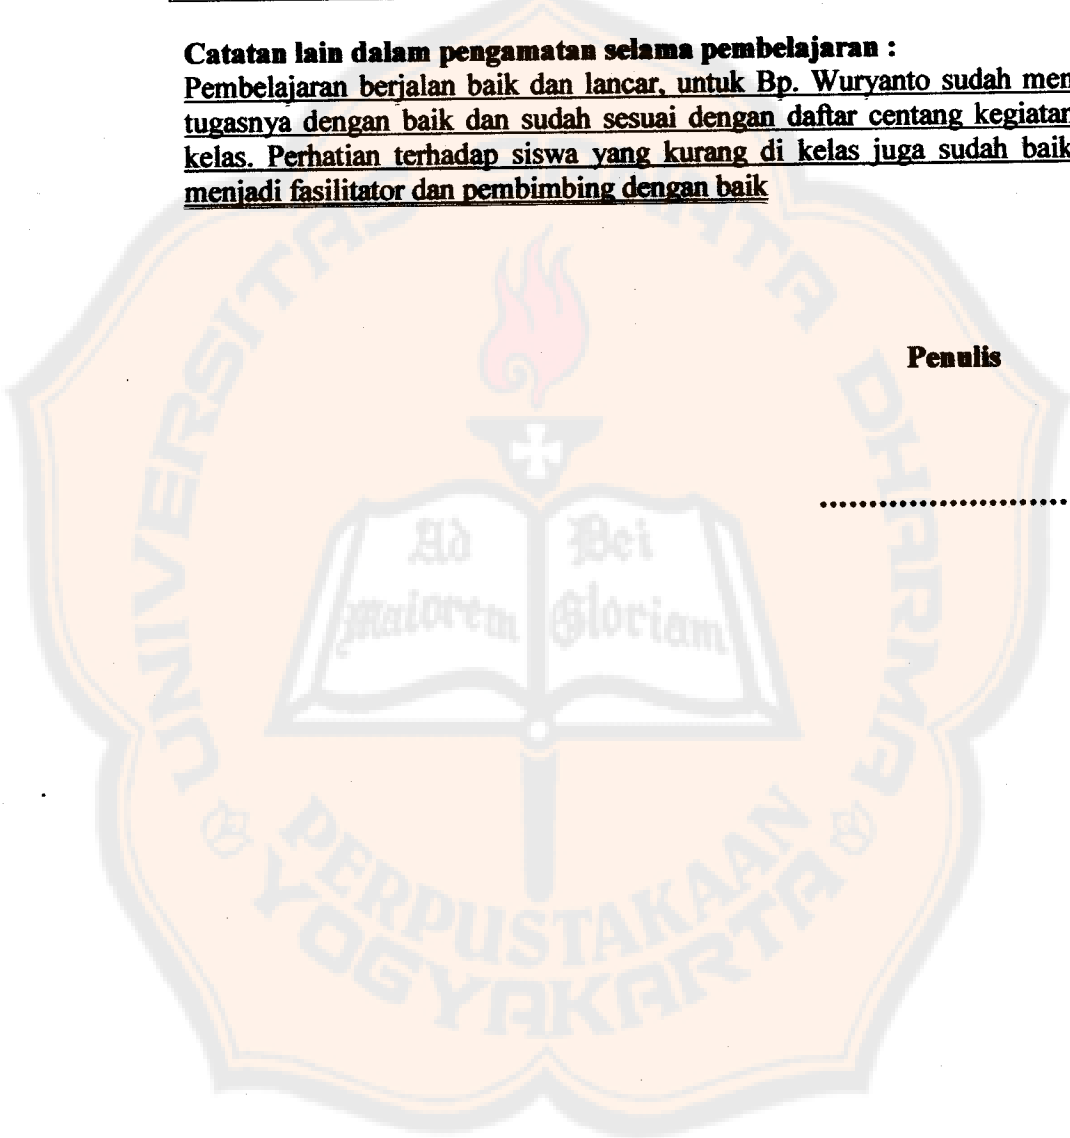 Catatan lain dalam pengamatan selama pembelajaran :
Pembelajaran berjalan baik dan lancar, untuk Bp. Wuryanto sudah men
tugasnya dengan baik dan sudah sesuai dengan daftar centang kegiatan
kelas. Perhatian terhadap siswa yang kurang di kelas juga sudah baik
menjadi fasilitator dan pembimbing dengan baik
Penulis
..........................
UNIVERSITAS SANATA DHARMA
Ad Dei
maiorem Gloriam
PERPUSTAKAAN
YOGYAKARTA